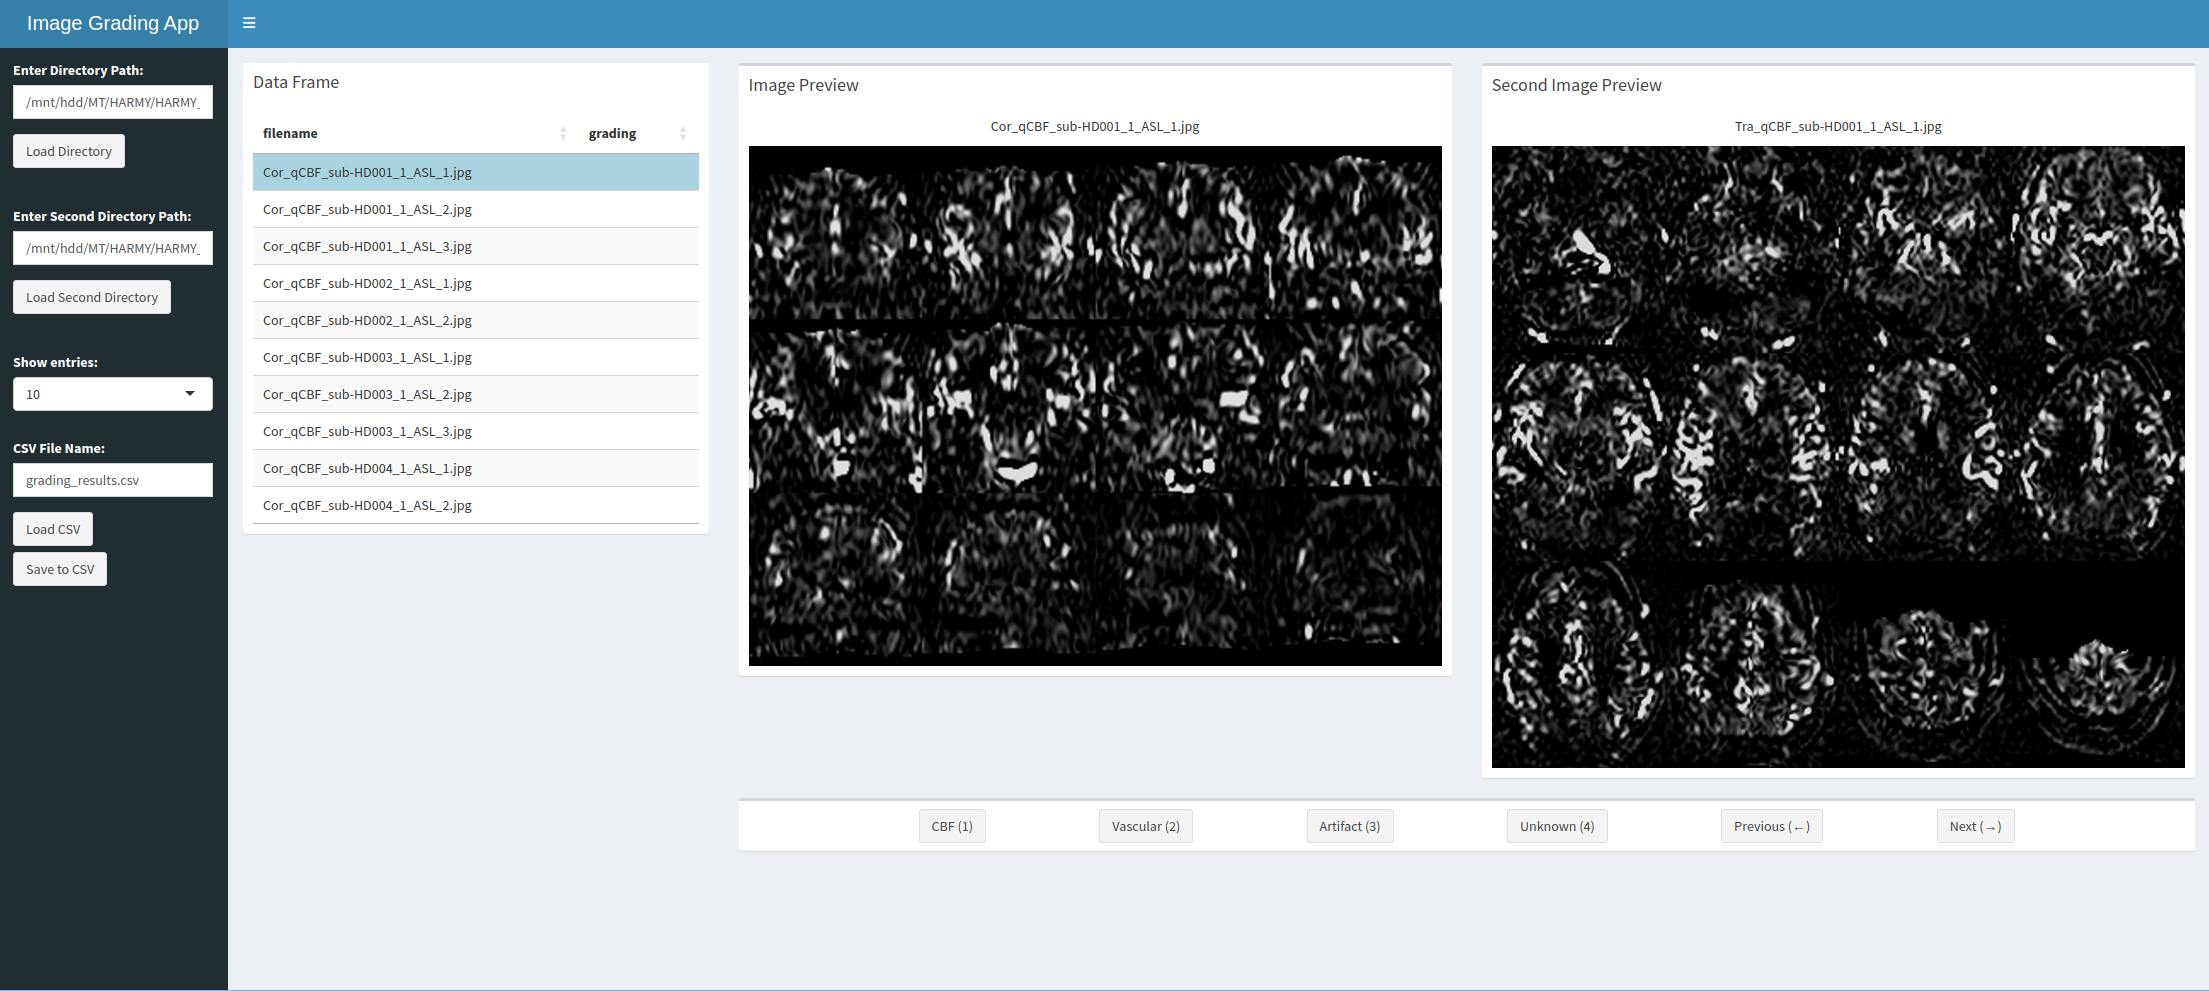 Image Grading App
Enter Directory Path:
/mnt/hdd/MT/HARMY/HARMY_
Load Directory
Enter Second Directory Path:
/mnt/hdd/MT/HARMY/HARMY_
Load Second Directory
Show entries:
10
CSV File Name:
grading_results.csv
Load CSV
Save to CSV
Data Frame
filename grading
Cor_qCBF_sub-HD001_1_ASL_1.jpg
Cor_qCBF_sub-HD001_1_ASL_2.jpg
Cor_qCBF_sub-HD001_1_ASL_3.jpg
Cor_qCBF_sub-HD002_1_ASL_1.jpg
Cor_qCBF_sub-HD002_1_ASL_2.jpg
Cor_qCBF_sub-HD003_1_ASL_1.jpg
Cor_qCBF_sub-HD003_1_ASL_2.jpg
Cor_qCBF_sub-HD003_1_ASL_3.jpg
Cor_qCBF_sub-HD004_1_ASL_1.jpg
Cor_qCBF_sub-HD004_1_ASL_2.jpg
Image Preview
Cor_qCBF_sub-HD001_1_ASL_1.jpg
Second Image Preview
Tra_qCBF_sub-HD001_1_ASL_1.jpg
CBF (1) Vascular (2) Artifact (3) Unknown (4) Previous (←) Next (→)